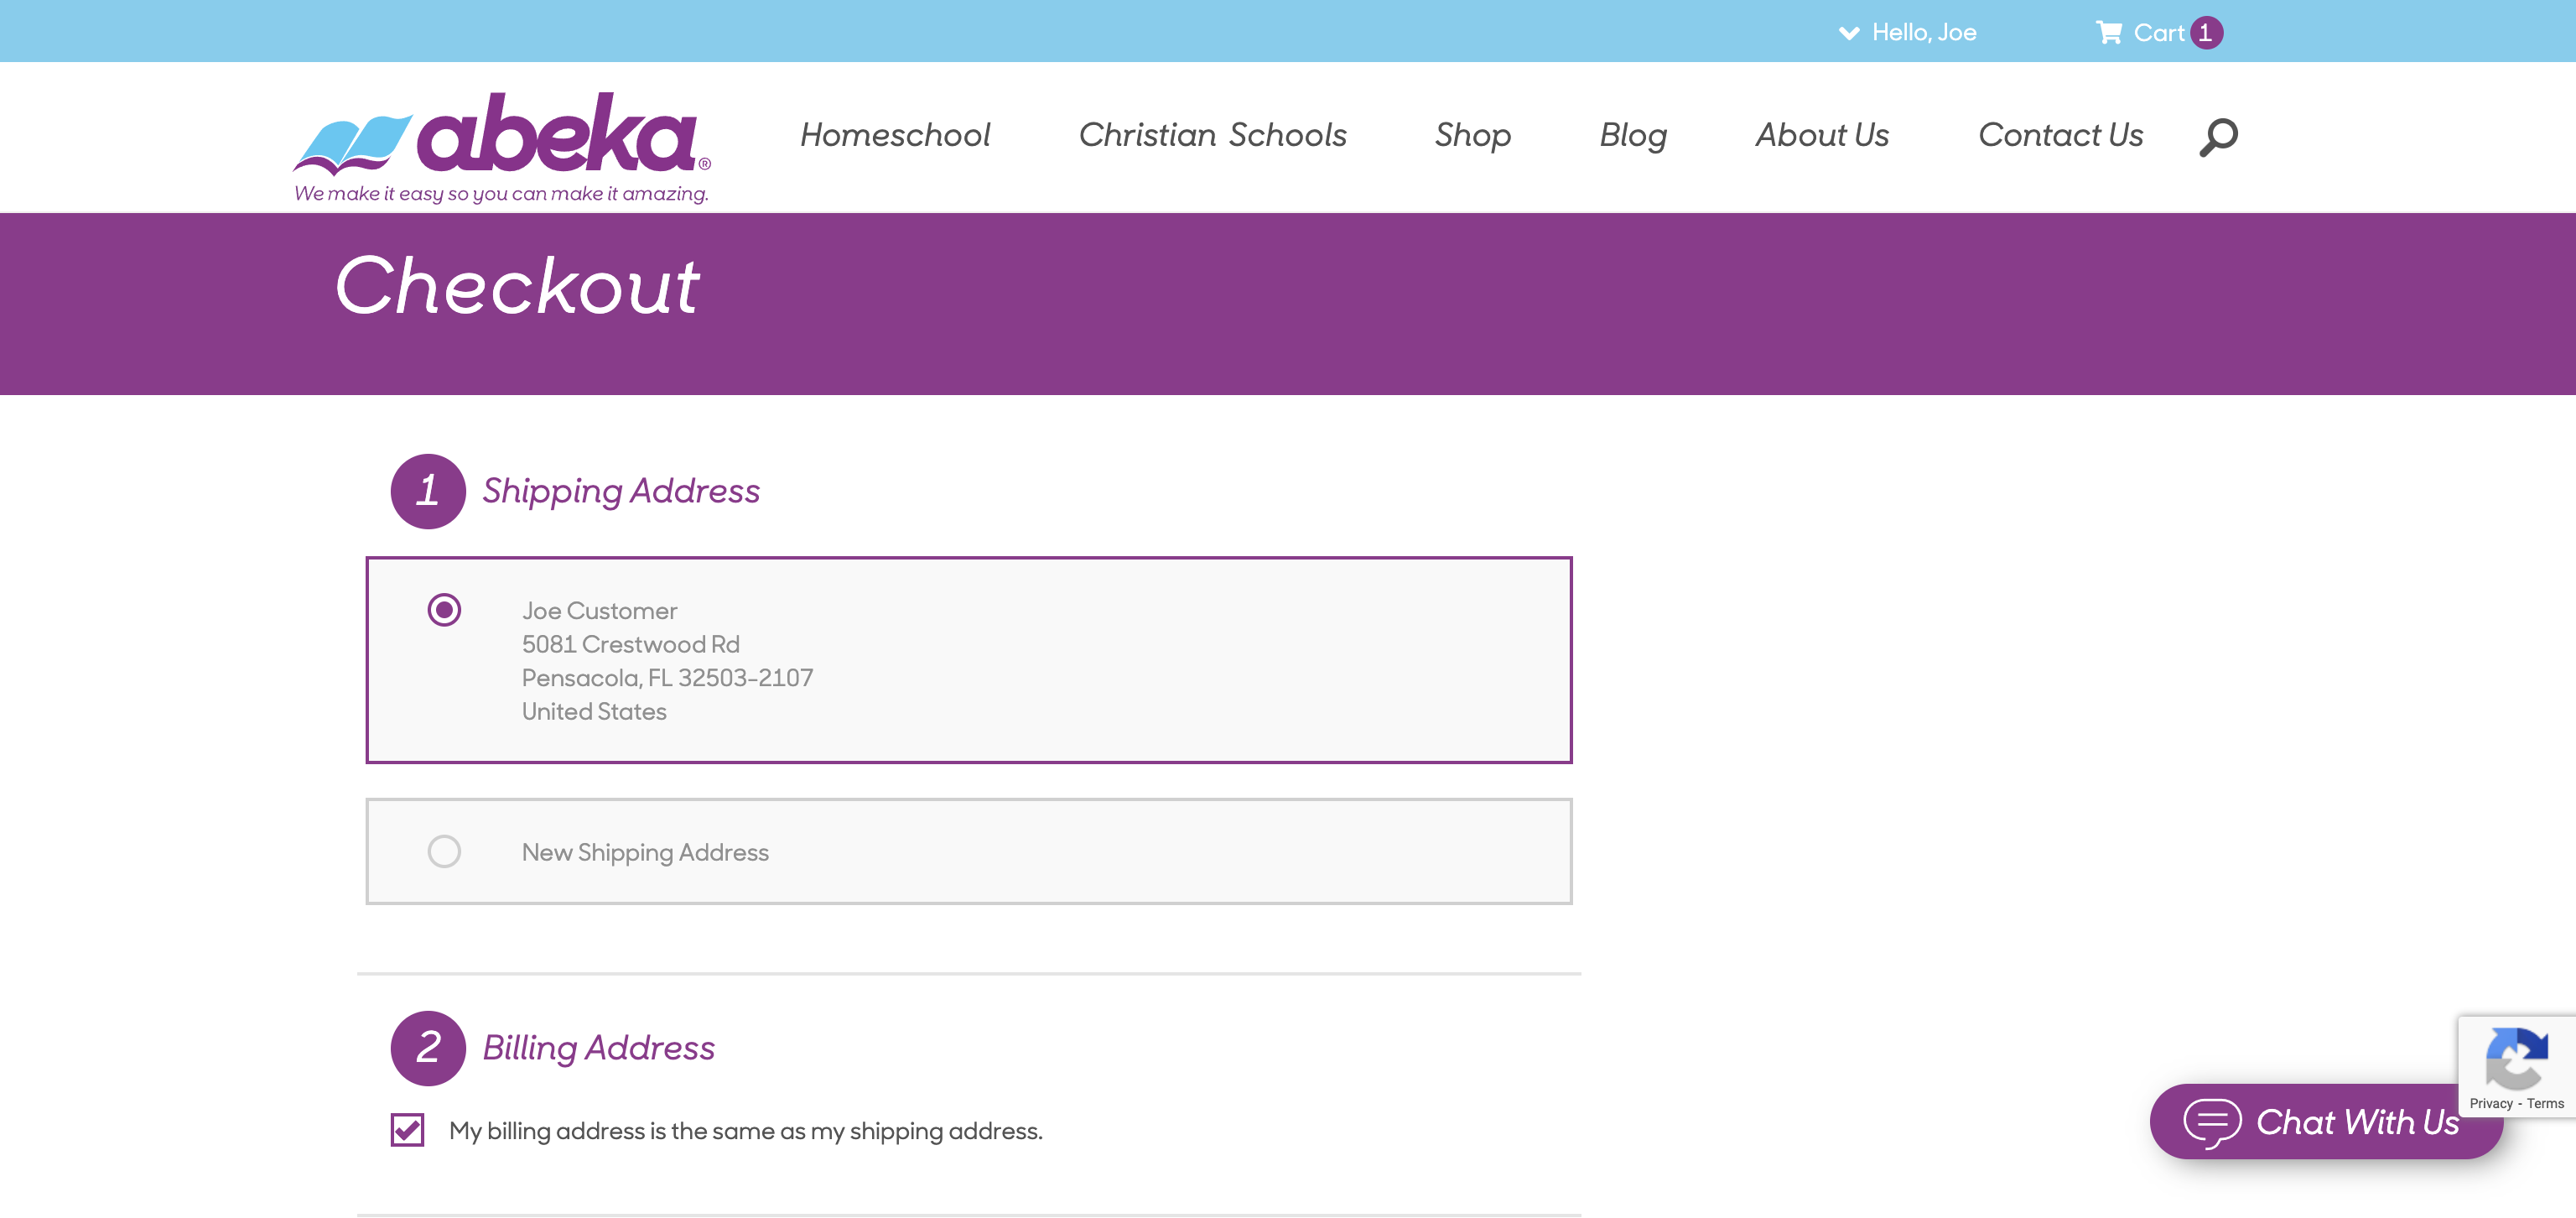 Hello, Joe
Cart 1
abeka®
We make it easy so you can make it amazing.
Homeschool
Christian Schools
Shop
Blog
About Us
Contact Us
Checkout
1 Shipping Address
Joe Customer
5081 Crestwood Rd
Pensacola, FL 32503-2107
United States
New Shipping Address
2 Billing Address
My billing address is the same as my shipping address.
Privacy - Terms
Chat With Us